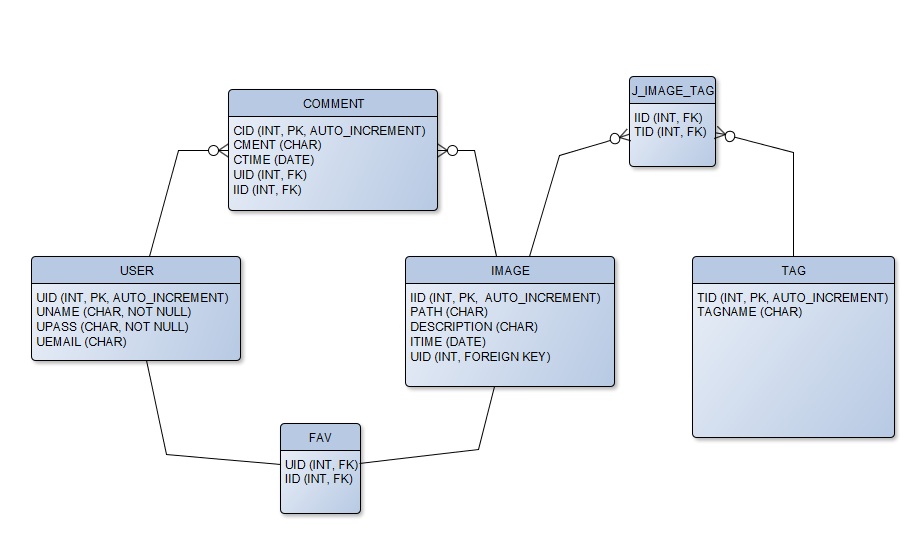 COMMENT
CID (INT, PK, AUTO_INCREMENT)
CMENT (CHAR)
CTIME (DATE)
UID (INT, FK)
IID (INT, FK)
J_IMAGE_TAG
IID (INT, FK)
TID (INT, FK)
USER
UID (INT, PK, AUTO_INCREMENT)
UNAME (CHAR, NOT NULL)
UPASS (CHAR, NOT NULL)
UEMAIL (CHAR)
IMAGE
IID (INT, PK,  AUTO_INCREMENT)
PATH (CHAR)
DESCRIPTION (CHAR)
ITIME (DATE)
UID (INT, FOREIGN KEY)
TAG
TID (INT, PK, AUTO_INCREMENT)
TAGNAME (CHAR)
FAV
UID (INT, FK)
IID (INT, FK)